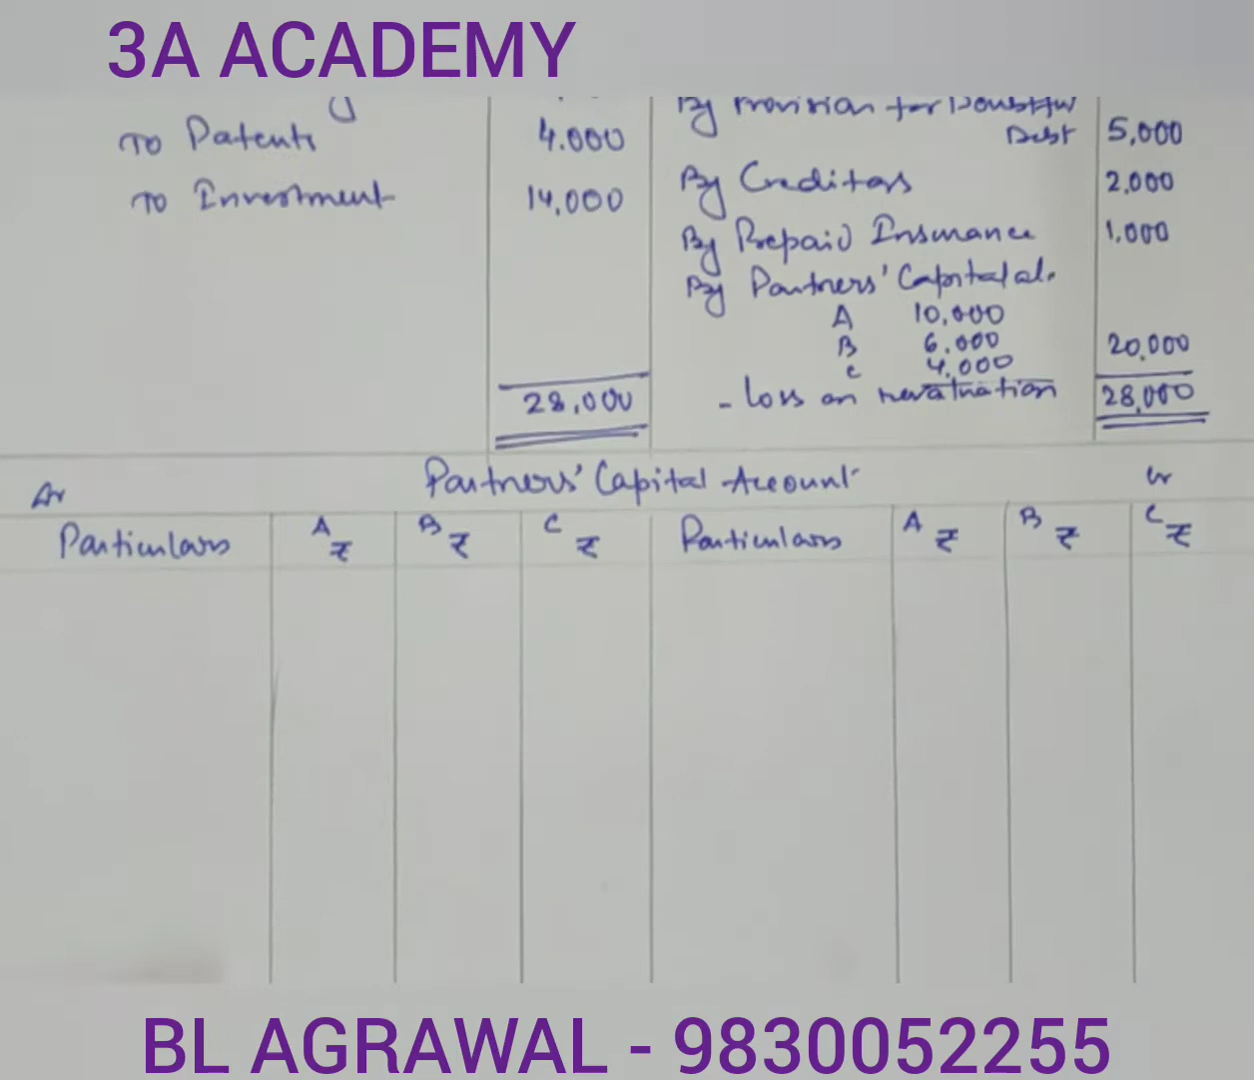 3A ACADEMY
By Provision for Doubtful
To Patents 4.000 Debt 5,000
To Investment 14,000 By Creditors 2,000
By Prepaid Insurance 1,000
By Partners' Capital a/c.
A 10,000
B 6,000 20,000
C 4,000
28,000 - Loss on revaluation 28,000
Partners' Capital Account
Dr Cr
Particulars A ₹ B ₹ C ₹ Particulars A ₹ B ₹ C ₹
BL AGRAWAL - 9830052255